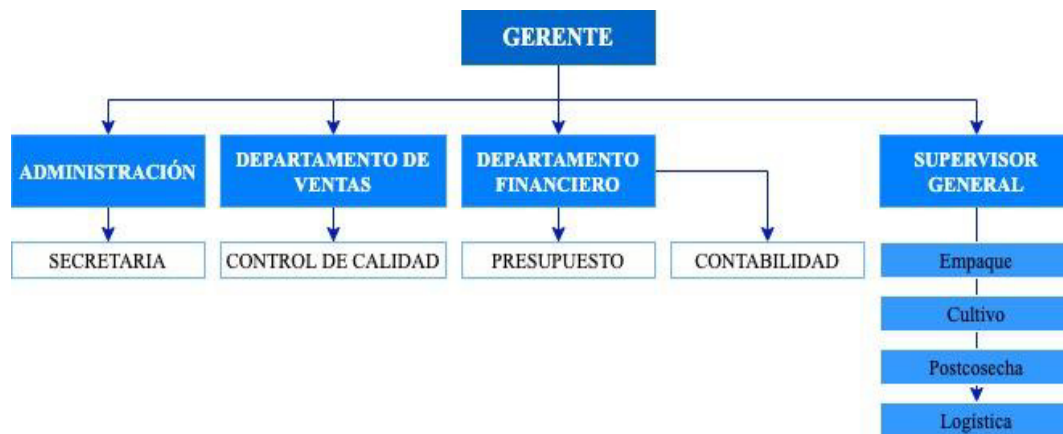 GERENTE
ADMINISTRACIÓN
DEPARTAMENTO DE
VENTAS
DEPARTAMENTO
FINANCIERO
SUPERVISOR
GENERAL
SECRETARIA
CONTROL DE CALIDAD
PRESUPUESTO
CONTABILIDAD
Empaque
Cultivo
Postcosecha
Logística